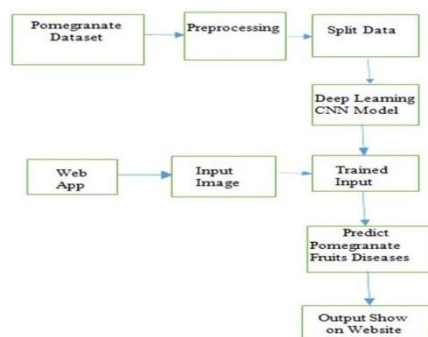 Pomegranate
Dataset
Preprocessing
Split Data
Deep Learning
CNN Model
Web
App
Input
Image
Trained
Input
Predict
Pomegranate
Fruits Diseases
Output Show
on Website